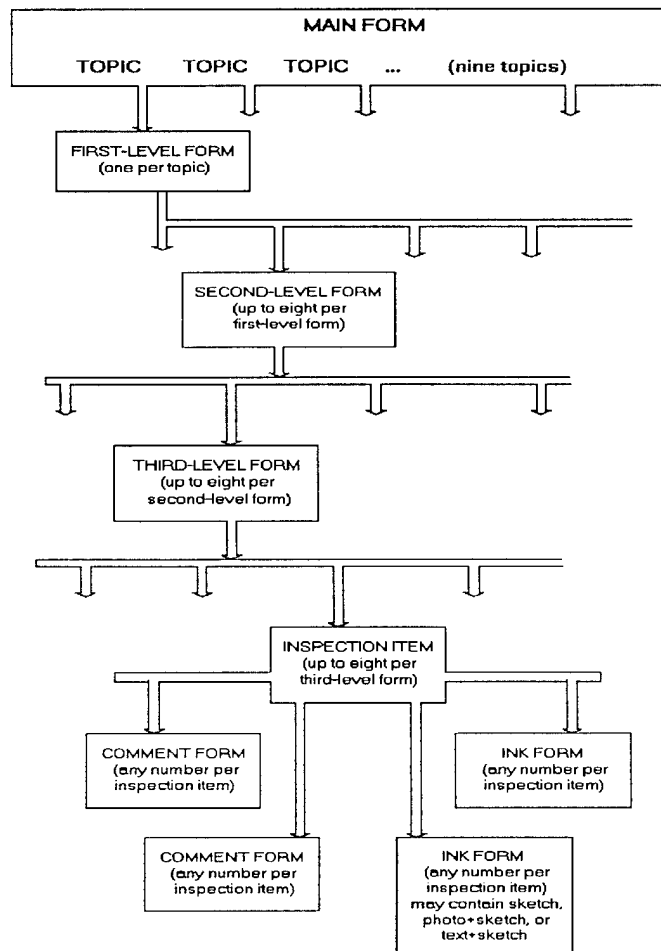 MAIN FORM
TOPIC TOPIC TOPIC ... (nine topics)
FIRST-LEVEL FORM
(one per topic)
SECOND-LEVEL FORM
(up to eight per
first-level form)
THIRD-LEVEL FORM
(up to eight per
second-level form)
INSPECTION ITEM
(up to eight per
third-level form)
COMMENT FORM
(any number per
inspection item)
INK FORM
(any number per
inspection item)
COMMENT FORM
(any number per
inspection item)
INK FORM
(any number per
inspection item)
may contain sketch,
photo+sketch, or
text+sketch